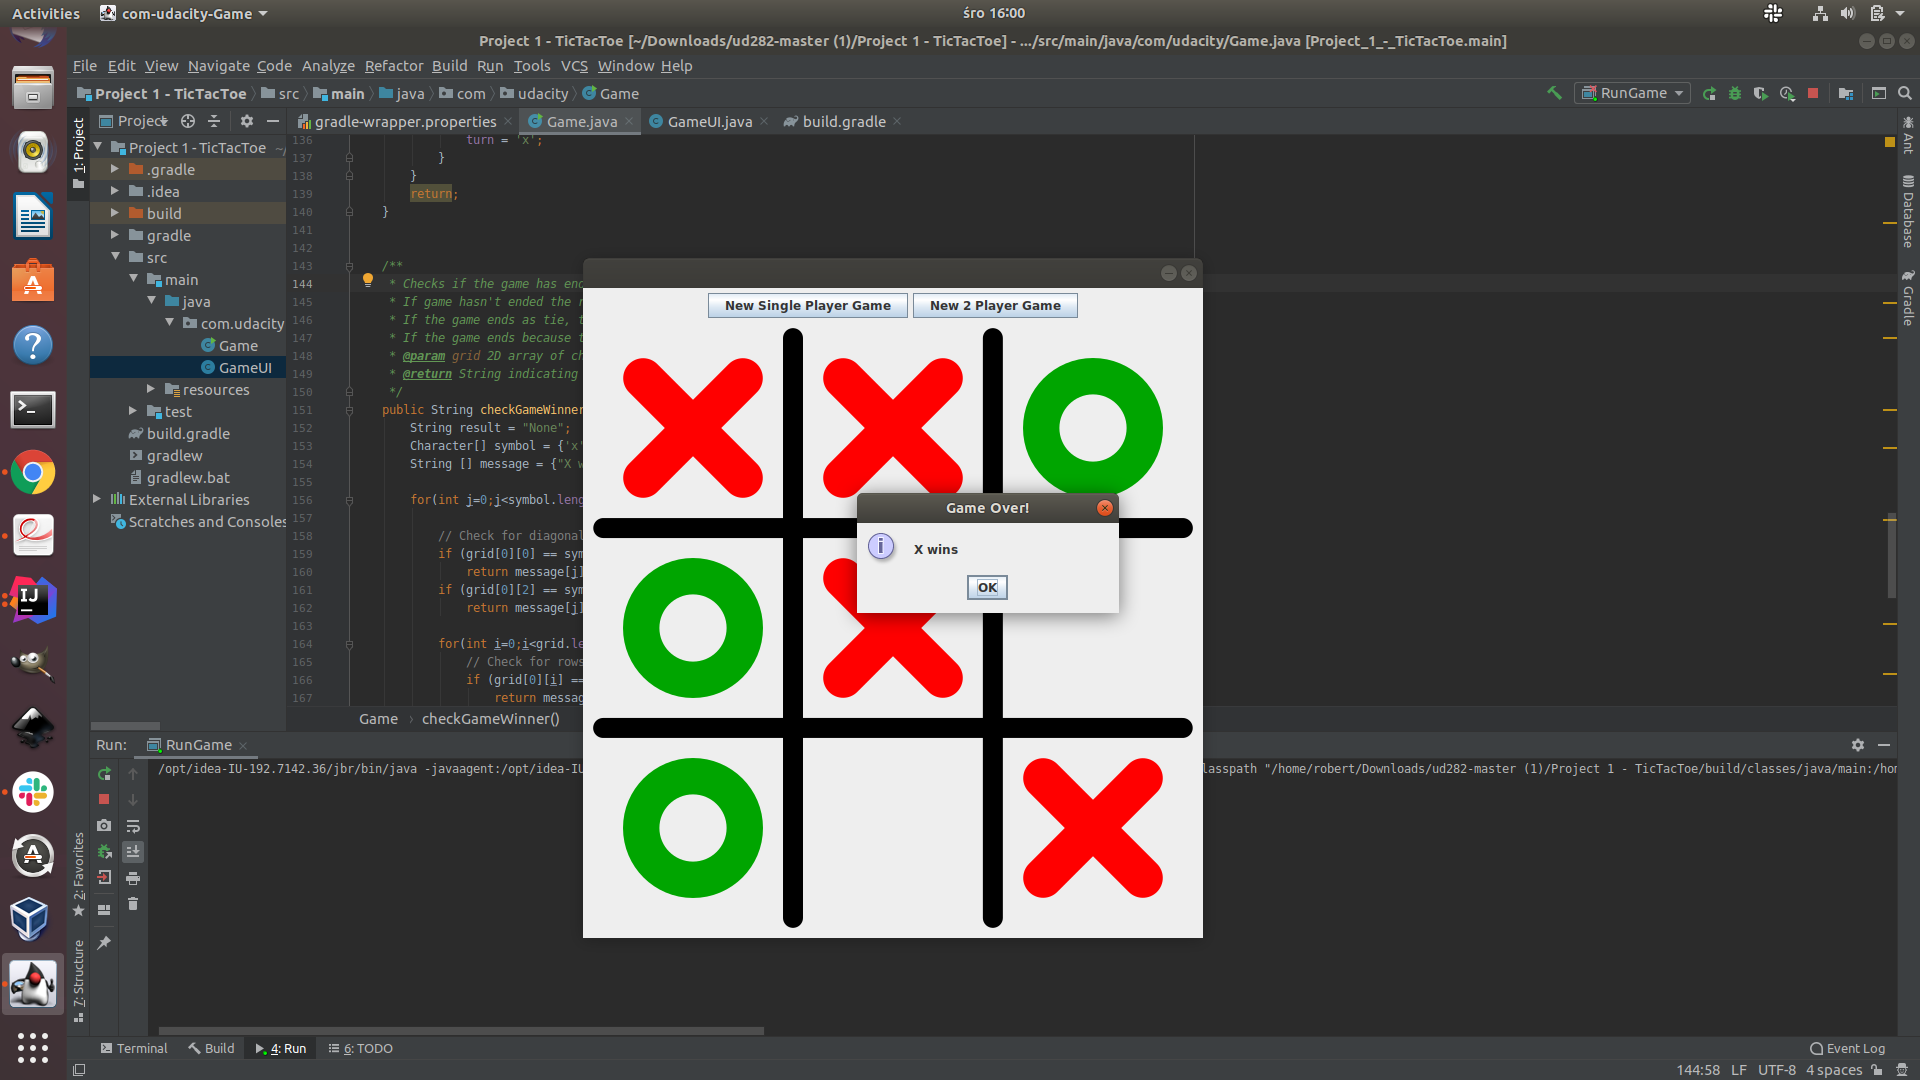 Activities com-udacity-Game śro 16:00
Project 1 - TicTacToe [~/Downloads/ud282-master (1)/Project 1 - TicTacToe] - .../src/main/java/com/udacity/Game.java [Project_1_-_TicTacToe.main]
File Edit View Navigate Code Analyze Refactor Build Run Tools VCS Window Help
Project 1 - TicTacToe src main java com udacity Game RunGame
Project gradle-wrapper.properties Game.java GameUI.java build.gradle
1: Project
Project 1 - TicTacToe ~/
.gradle
.idea
build
gradle
src
main
java
com.udacity
Game
GameUI
resources
test
build.gradle
gradlew
gradlew.bat
External Libraries
Scratches and Consoles
136 turn = 'x';
137 }
138 }
139 return;
140 }
141
142
143 /**
144 * Checks if the game has end
145 * If game hasn't ended the r
146 * If the game ends as tie, t
147 * If the game ends because t
148 * @param grid 2D array of ch
149 * @return String indicating
150 */
151 public String checkGameWinner
152 String result = "None";
153 Character[] symbol = {'x'
154 String [] message = {"X w
155
156 for(int j=0;j<symbol.leng
157
158 // Check for diagonal
159 if (grid[0][0] == sym
160 return message[j]
161 if (grid[0][2] == sym
162 return message[j]
163
164 for(int i=0;i<grid.le
165 // Check for rows
166 if (grid[0][i] ==
167 return message
Game checkGameWinner()
New Single Player Game New 2 Player Game
Game Over!
X wins
OK
Ant
Database
Gradle
Run: RunGame
/opt/idea-IU-192.7142.36/jbr/bin/java -javaagent:/opt/idea-IU lasspath "/home/robert/Downloads/ud282-master (1)/Project 1 - TicTacToe/build/classes/java/main:/hom
2: Favorites
7: Structure
Terminal Build 4: Run 6: TODO Event Log
144:58 LF UTF-8 4 spaces